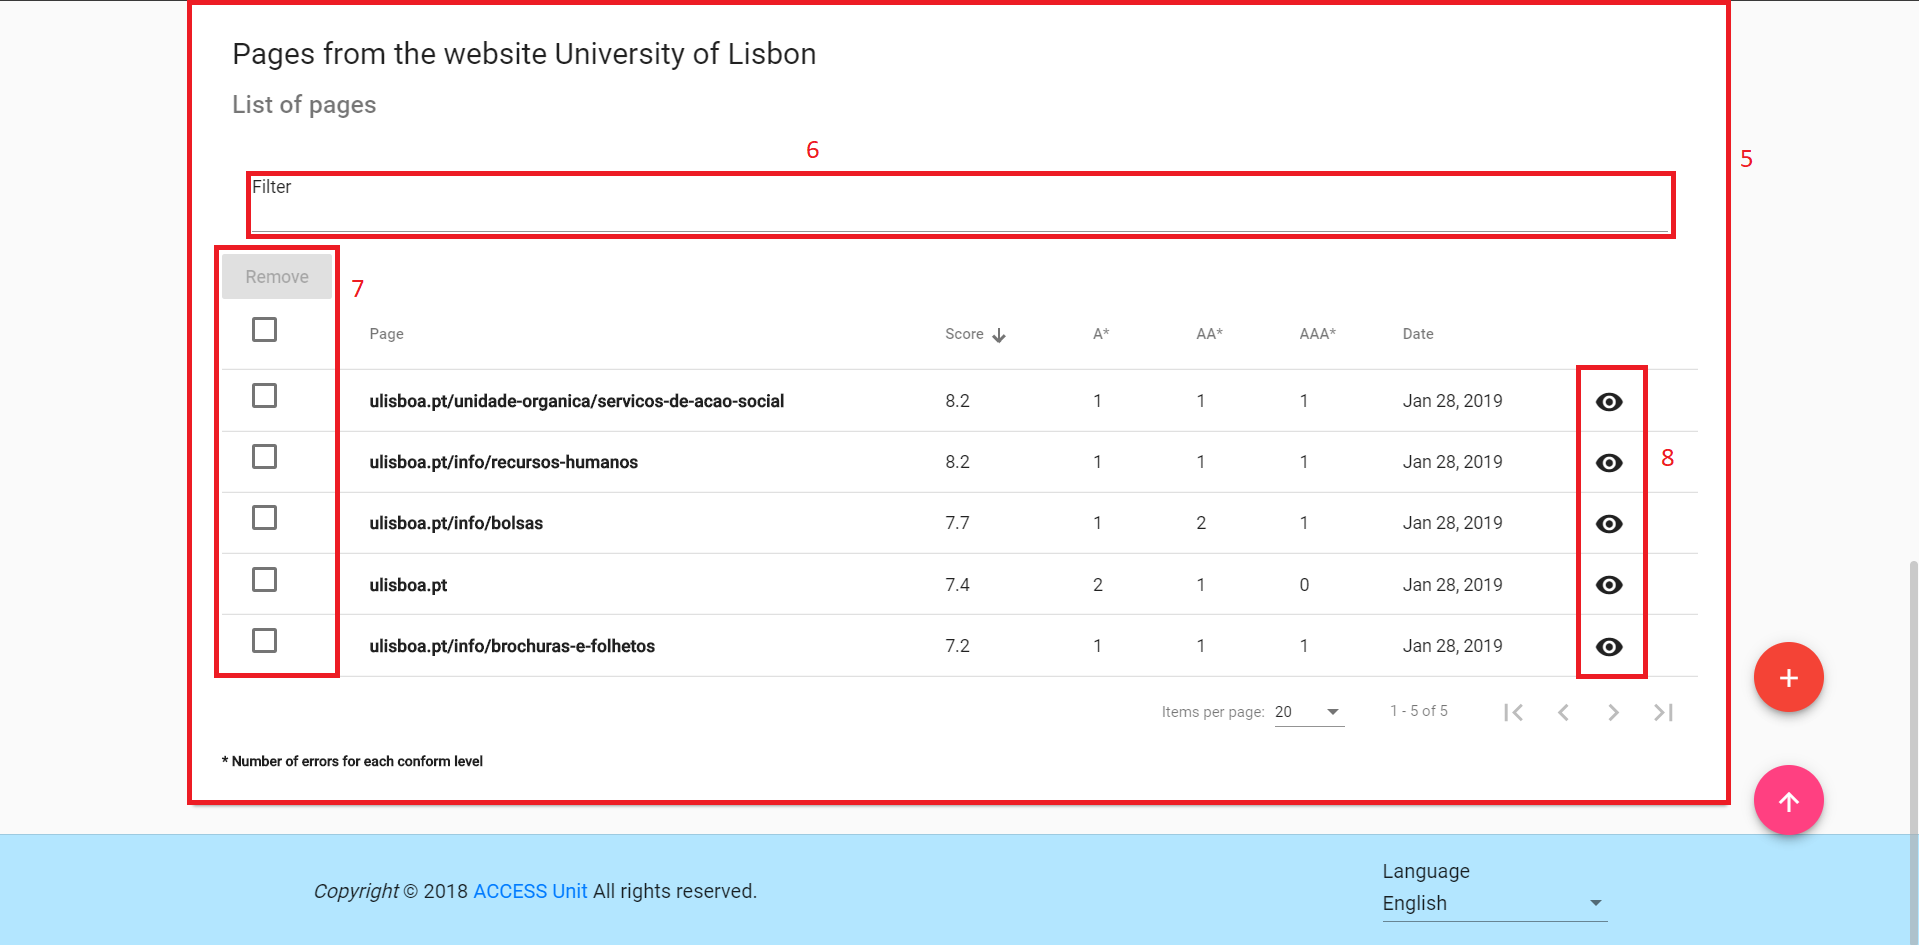 Pages from the website University of Lisbon
List of pages
6
5
Filter
Remove
7
Page Score A* AA* AAA* Date
ulisboa.pt/unidade-organica/servicos-de-acao-social 8.2 1 1 1 Jan 28, 2019
8
ulisboa.pt/info/recursos-humanos 8.2 1 1 1 Jan 28, 2019
ulisboa.pt/info/bolsas 7.7 1 2 1 Jan 28, 2019
ulisboa.pt 7.4 2 1 0 Jan 28, 2019
ulisboa.pt/info/brochuras-e-folhetos 7.2 1 1 1 Jan 28, 2019
Items per page: 20 1 - 5 of 5
* Number of errors for each conform level
Copyright © 2018 ACCESS Unit All rights reserved.
Language
English